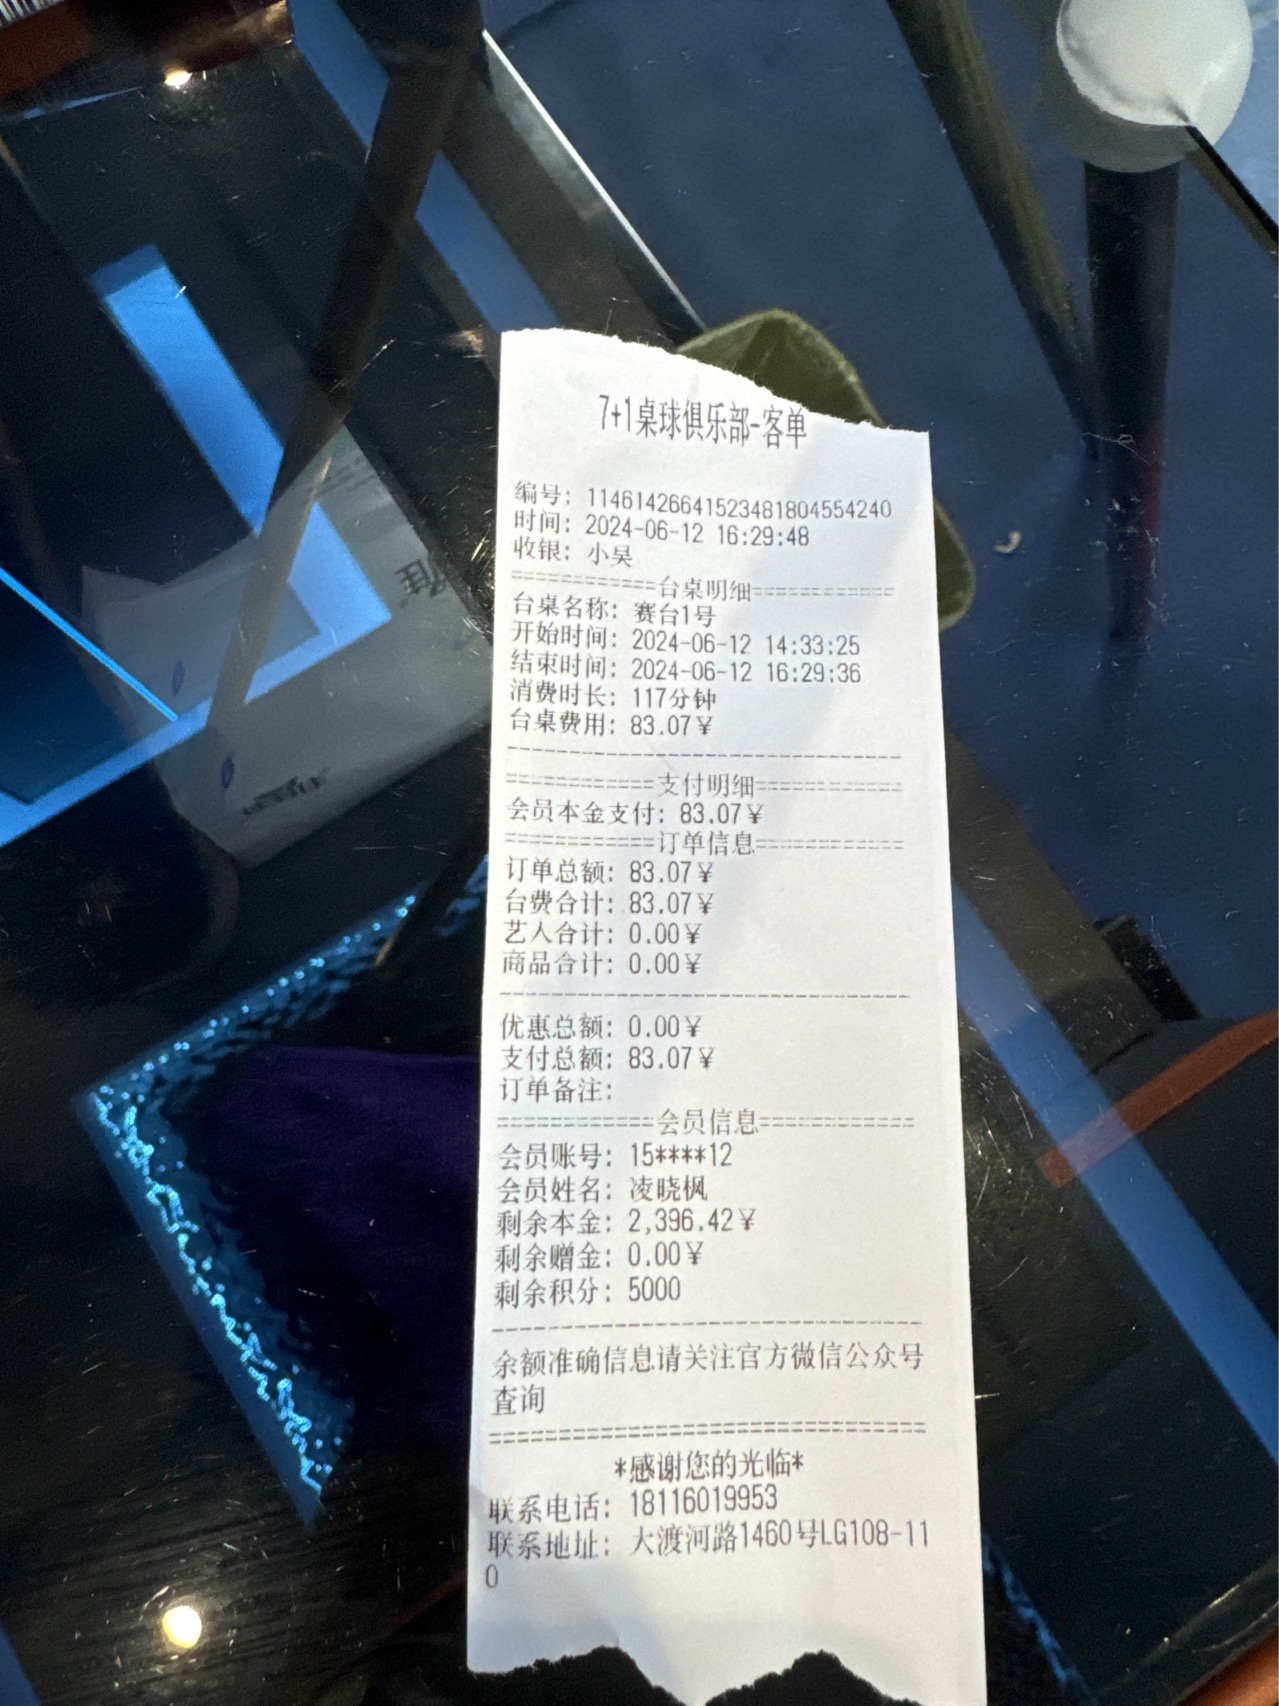 7+1桌球俱乐部-客单
编号: 1146142664152348180455​4240
时间: 2024-06-12 16:29:48
收银: 小吴
===========台桌明细===========
台桌名称: 赛台1号
开始时间: 2024-06-12 14:33:25
结束时间: 2024-06-12 16:29:36
消费时长: 117分钟
台桌费用: 83.07¥
--------------------------------
===========支付明细===========
会员本金支付: 83.07¥
===========订单信息===========
订单总额: 83.07¥
台费合计: 83.07¥
艺人合计: 0.00¥
商品合计: 0.00¥
--------------------------------
优惠总额: 0.00¥
支付总额: 83.07¥
订单备注:
===========会员信息===========
会员账号: 15****12
会员姓名: 凌晓枫
剩余本金: 2,396.42¥
剩余赠金: 0.00¥
剩余积分: 5000
--------------------------------
余额准确信息请关注官方微信公众号
查询
================================
*感谢您的光临*
联系电话: 18116019953
联系地址: 大渡河路1460号LG108-11
0